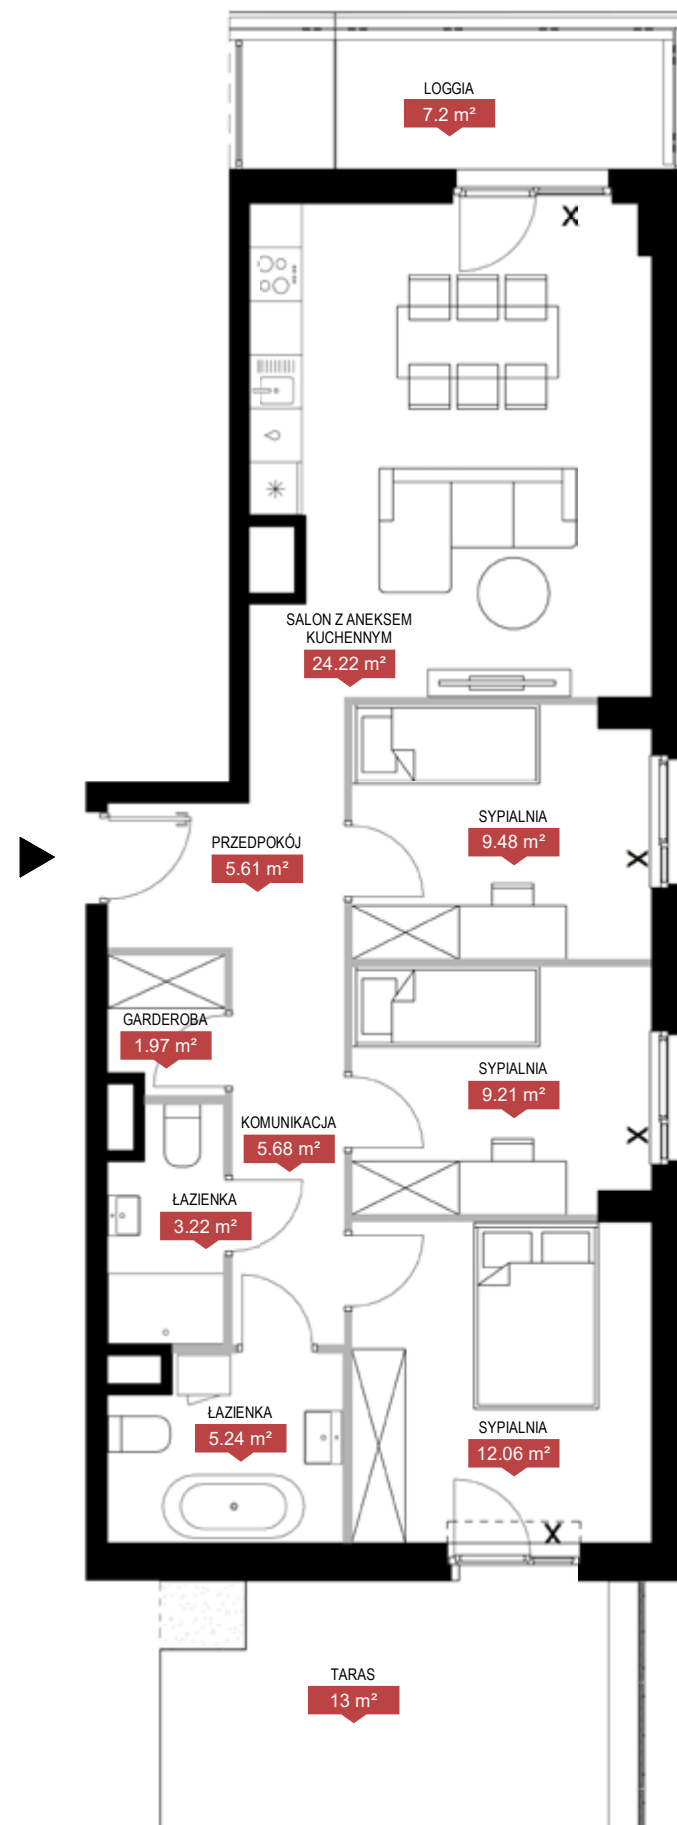 LOGGIA
7.2 m²
SALON Z ANEKSEM
KUCHENNYM
24.22 m²
SYPIALNIA
9.48 m²
PRZEDPOKÓJ
5.61 m²
GARDEROBA
1.97 m²
SYPIALNIA
9.21 m²
KOMUNIKACJA
5.68 m²
ŁAZIENKA
3.22 m²
ŁAZIENKA
5.24 m²
SYPIALNIA
12.06 m²
TARAS
13 m²